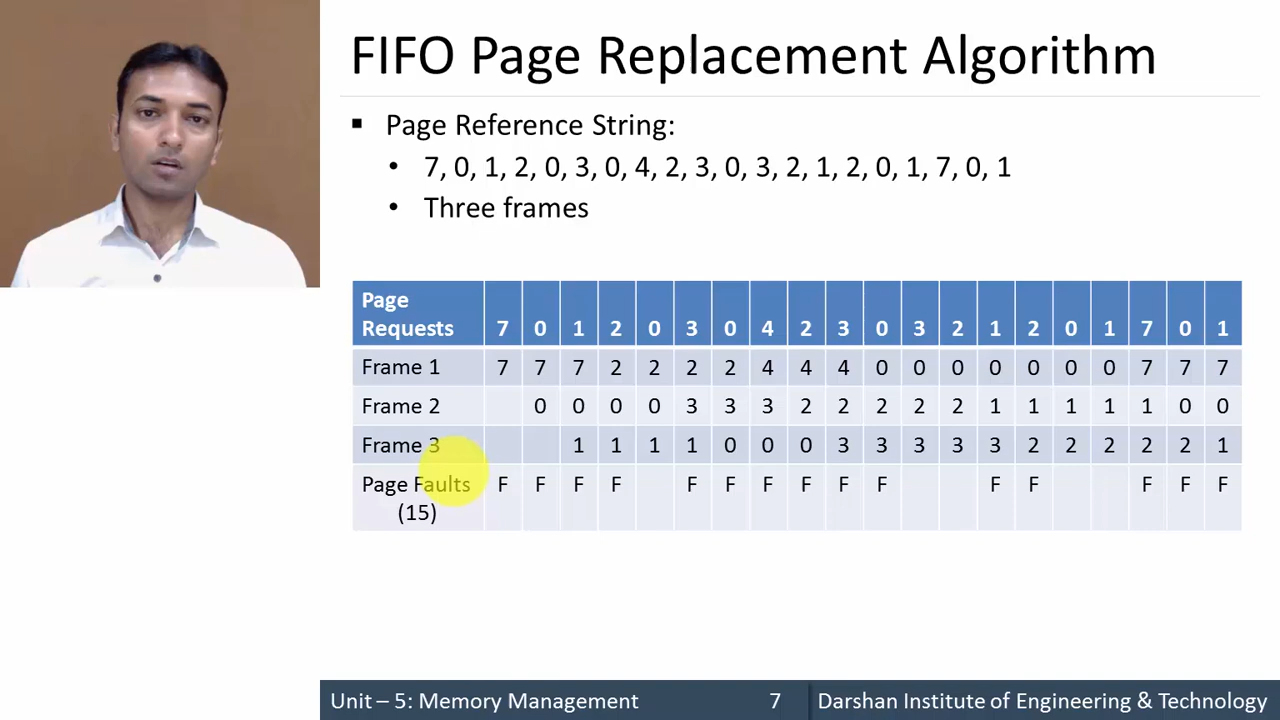 FIFO Page Replacement Algorithm
▪ Page Reference String:
• 7, 0, 1, 2, 0, 3, 0, 4, 2, 3, 0, 3, 2, 1, 2, 0, 1, 7, 0, 1
• Three frames
Page
Requests 7 0 1 2 0 3 0 4 2 3 0 3 2 1 2 0 1 7 0 1
Frame 1 7 7 7 2 2 2 2 4 4 4 0 0 0 0 0 0 0 7 7 7
Frame 2 0 0 0 0 3 3 3 2 2 2 2 2 1 1 1 1 1 0 0
Frame 3 1 1 1 1 0 0 0 3 3 3 3 3 2 2 2 2 2 1
Page Faults F F F F F F F F F F F F F F F
(15)
Unit – 5: Memory Management 7 Darshan Institute of Engineering & Technology